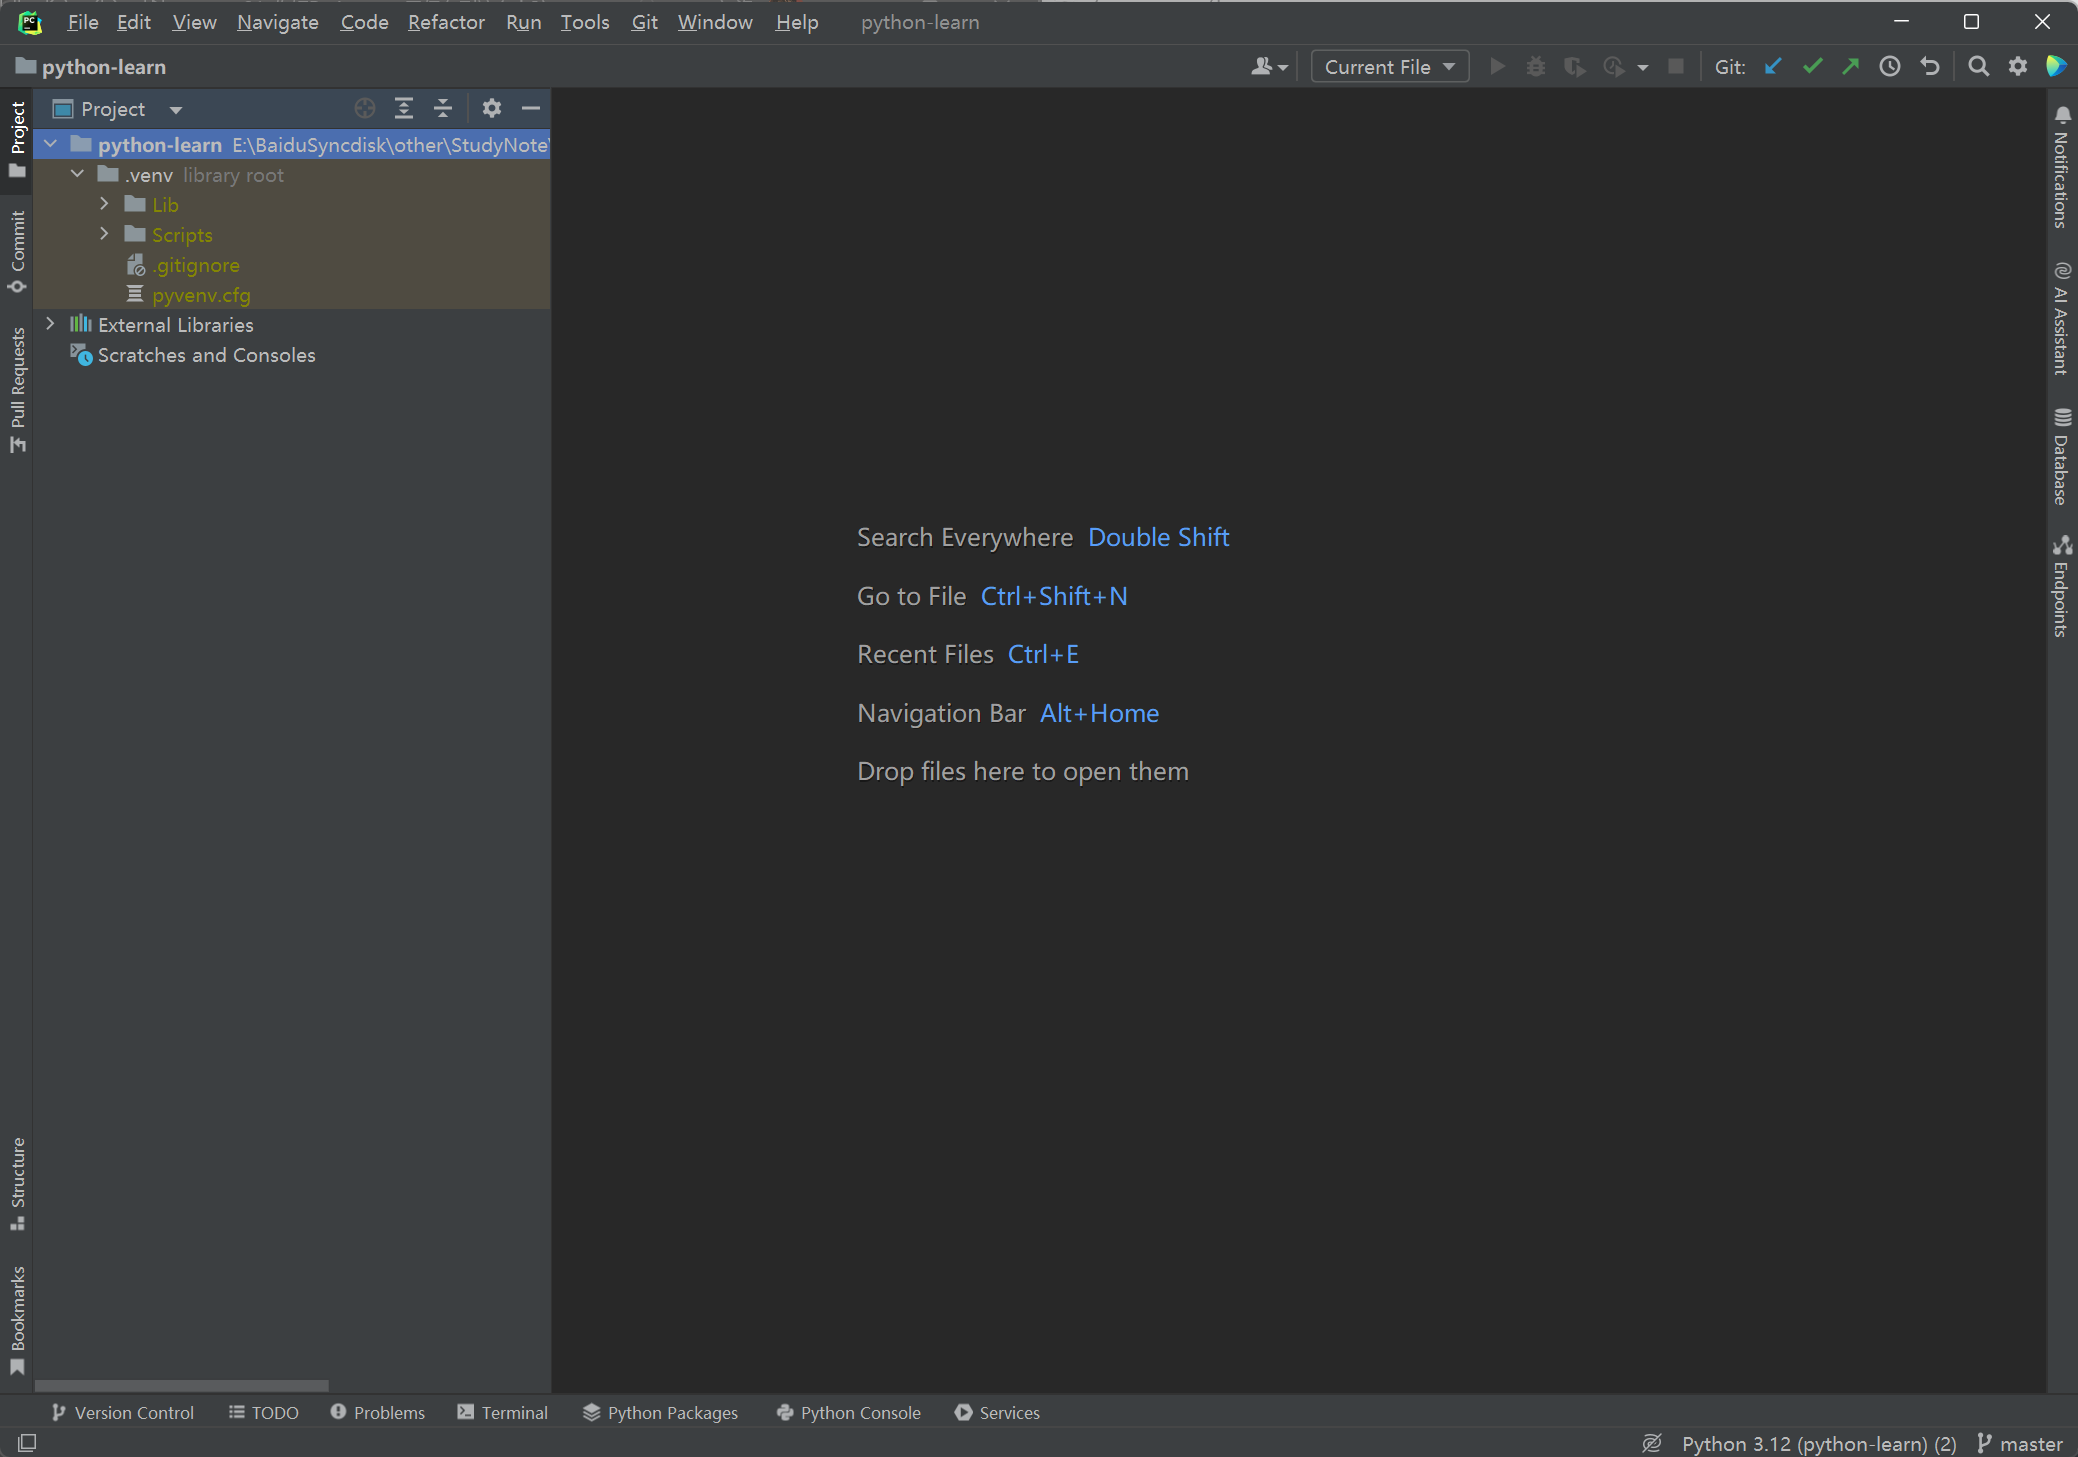 File Edit View Navigate Code Refactor Run Tools Git Window Help python-learn
python-learn
Current File
Git:
Project
python-learn E:\BaiduSyncdisk\other\StudyNote\
.venv library root
Lib
Scripts
.gitignore
pyvenv.cfg
External Libraries
Scratches and Consoles
Project
Commit
Pull Requests
Structure
Bookmarks
Search Everywhere Double Shift
Go to File Ctrl+Shift+N
Recent Files Ctrl+E
Navigation Bar Alt+Home
Drop files here to open them
Notifications
AI Assistant
Database
Endpoints
Version Control TODO Problems Terminal Python Packages Python Console Services
Python 3.12 (python-learn) (2) master